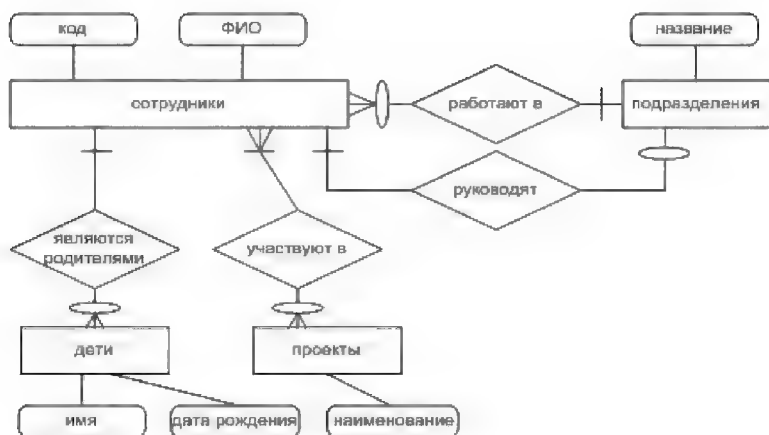 код
ФИО
название
сотрудники
работают в
подразделения
руководят
являются
родителями
участвуют в
дети
проекты
имя
дата рождения
наименование